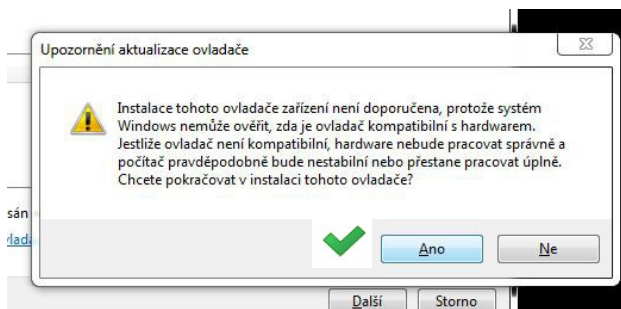 Upozornění aktualizace ovladače
Instalace tohoto ovladače zařízení není doporučena, protože systém
Windows nemůže ověřit, zda je ovladač kompatibilní s hardwarem.
Jestliže ovladač není kompatibilní, hardware nebude pracovat správně a
počítač pravděpodobně bude nestabilní nebo přestane pracovat úplně.
Chcete pokračovat v instalaci tohoto ovladače?
sán
vlad
Ano Ne
Další Storno